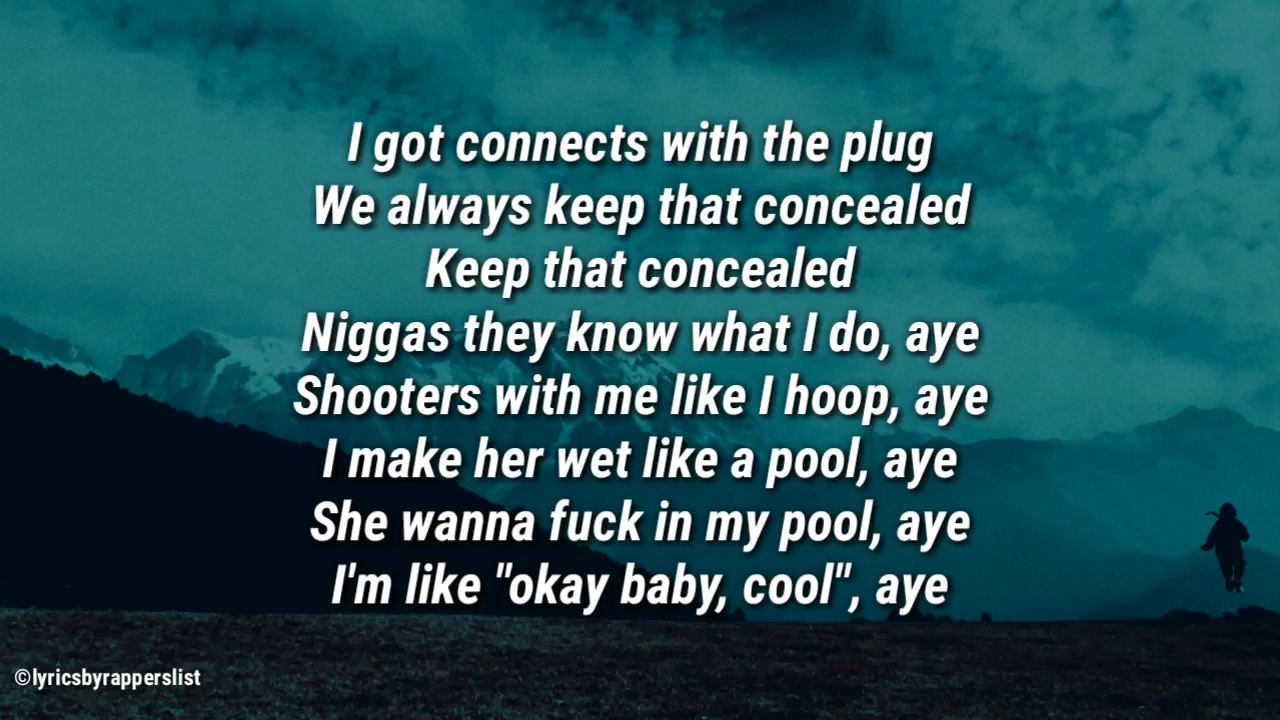 I got connects with the plug
We always keep that concealed
Keep that concealed
Niggas they know what I do, aye
Shooters with me like I hoop, aye
I make her wet like a pool, aye
She wanna fuck in my pool, aye
I'm like "okay baby, cool", aye
©lyricsbyrapperslist